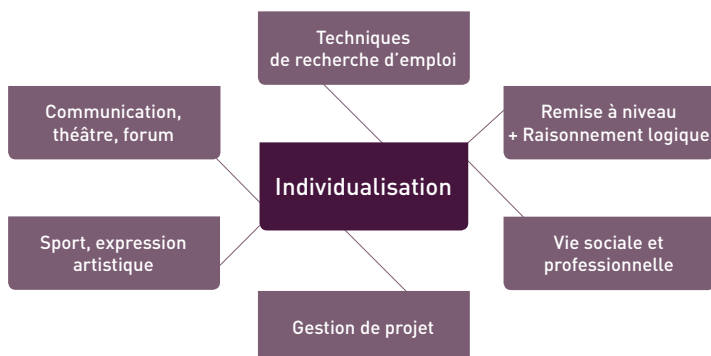 Techniques
de recherche d’emploi
Communication,
théâtre, forum
Remise à niveau
+ Raisonnement logique
Individualisation
Sport, expression
artistique
Vie sociale et
professionnelle
Gestion de projet